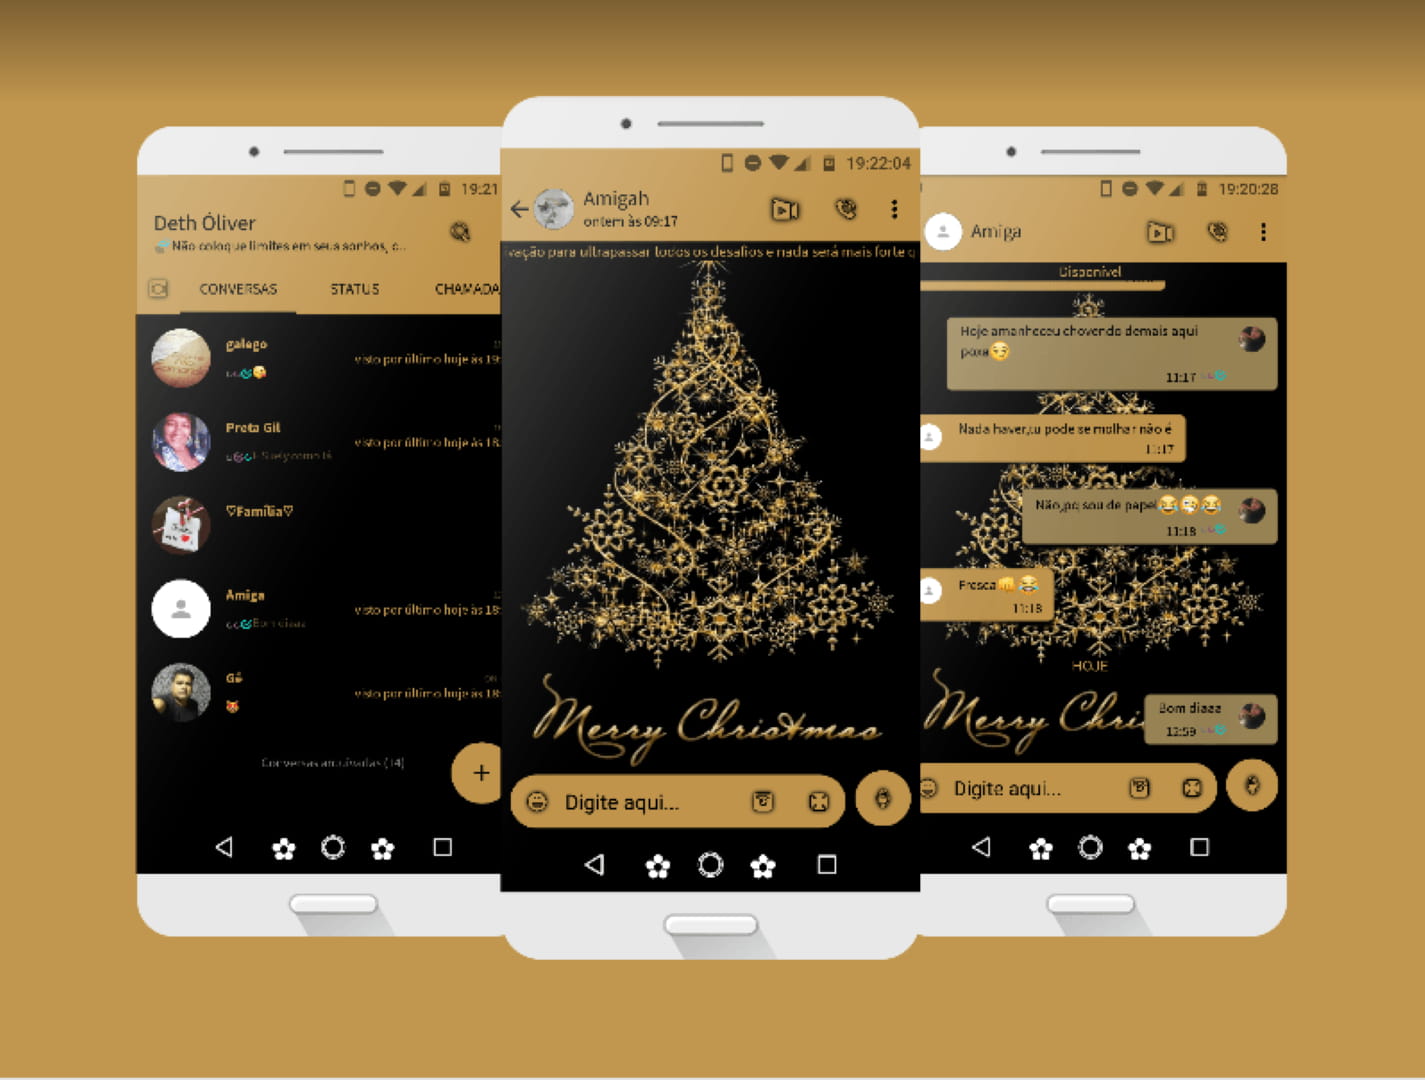 19:21
Deth Óliver
Não coloque limites em seus sonhos, c...
CONVERSAS STATUS CHAMADA
galego
visto por último hoje às 19:
Preta Gil
visto por último hoje às 18:
♡Família♡
Amiga
visto por último hoje às 18:
Bom diaaa
Gê
visto por último hoje às 18:
Conversas arquivadas (14)
+
19:22:04
Amigah
ontem às 09:17
vação para ultrapassar todos os desafios e nada será mais forte q
Merry Christmas
Digite aqui...
19:20:28
Amiga
Disponível
Hoje amanheceu chovendo demais aqui
poxa😏
11:17
Nada haver,tu pode se molhar não é
11:17
Não,pq sou de papel😂🤧😂
11:18
Fresca👊😂
11:18
HOJE
Merry Chris
Bom diaaa
12:59
Digite aqui...